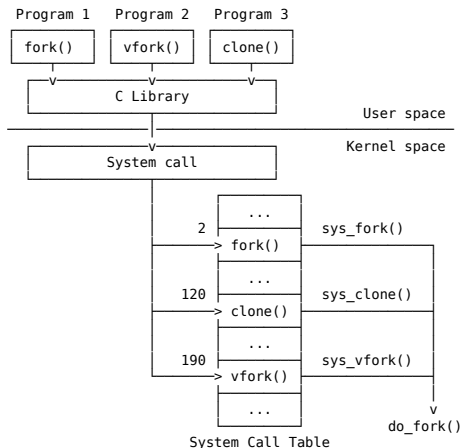 Program 1 Program 2 Program 3
fork() vfork() clone()
C Library
User space
Kernel space
System call
...
2 fork() sys_fork()
...
120 clone() sys_clone()
...
190 vfork() sys_vfork()
...
do_fork()
System Call Table